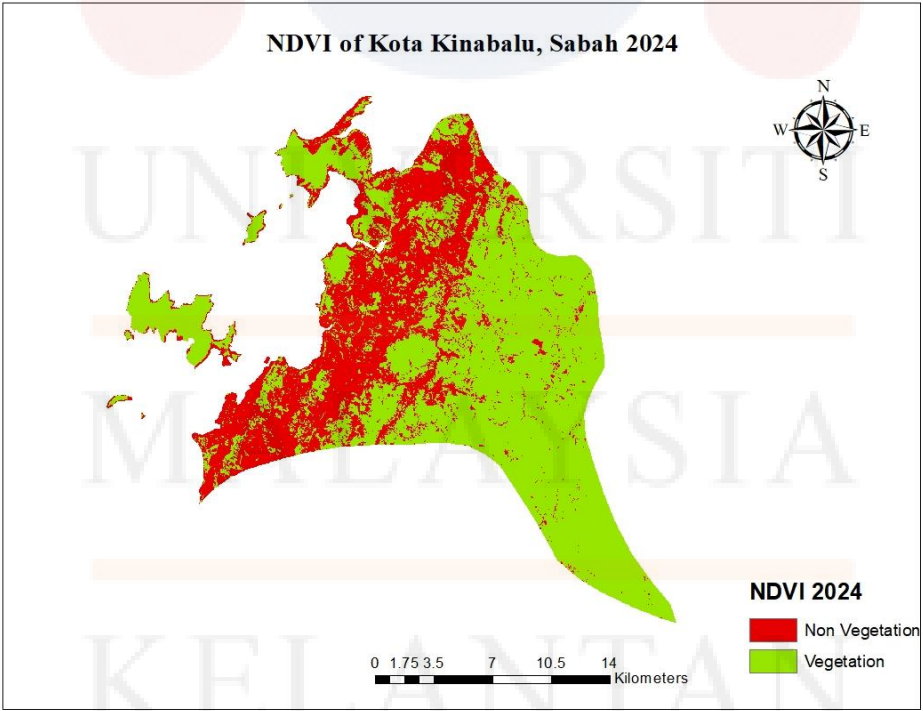 NDVI of Kota Kinabalu, Sabah 2024
N
W
E
S
UNIVERSITI
MALAYSIA
KELANTAN
NDVI 2024
Non Vegetation
Vegetation
0 1.75 3.5 7 10.5 14
Kilometers